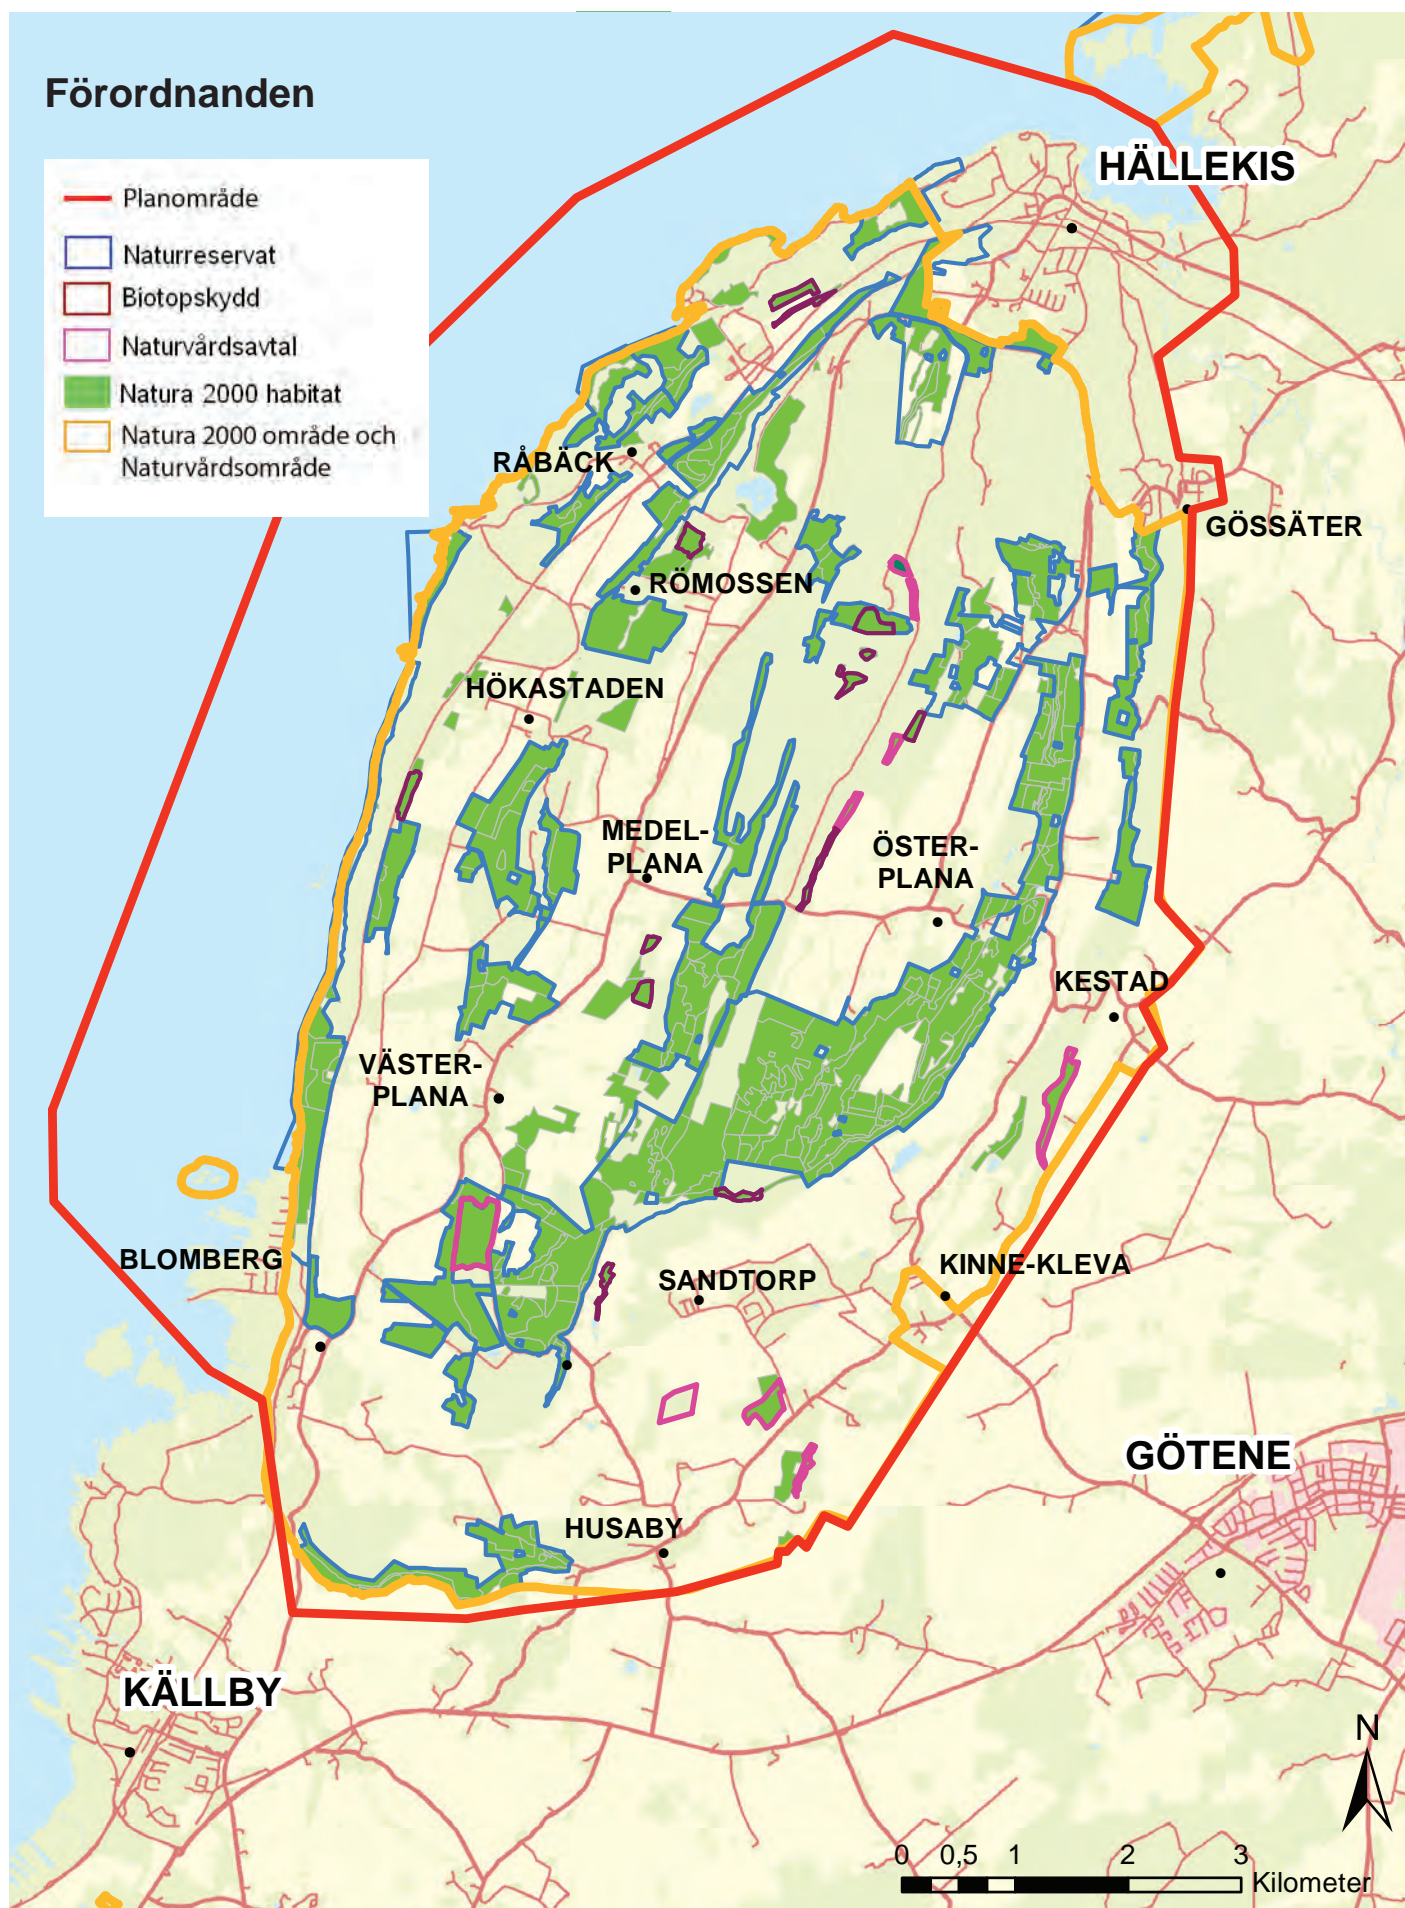 Förordnanden
Planområde
Naturreservat
Biotopskydd
Naturvårdsavtal
Natura 2000 habitat
Natura 2000 område och
Naturvårdsområde
HÄLLEKIS
RÅBÄCK
GÖSSÄTER
RÖMOSSEN
HÖKASTADEN
MEDEL-
PLANA
ÖSTER-
PLANA
KESTAD
VÄSTER-
PLANA
BLOMBERG
SANDTORP
KINNE-KLEVA
GÖTENE
HUSABY
KÄLLBY
N
0 0,5 1 2 3
Kilometer